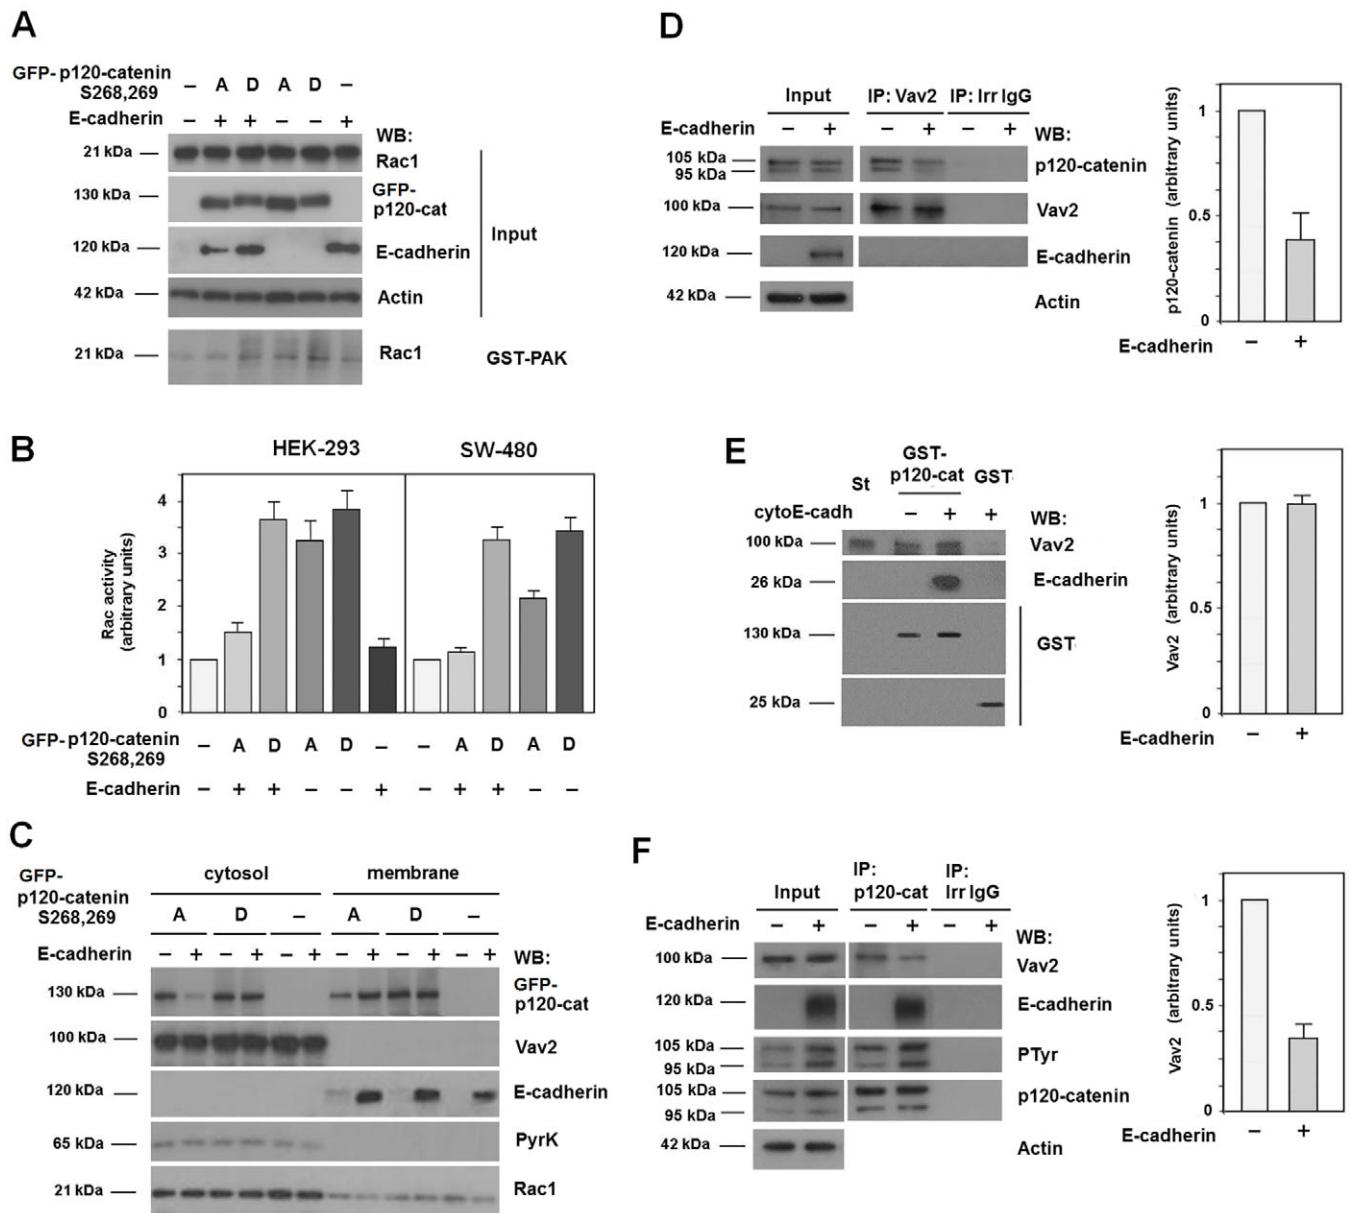 A
GFP- p120-catenin
S268,269
– A D A D –
E-cadherin – + + – – +
WB:
21 kDa — Rac1
130 kDa — GFP-
p120-cat
120 kDa — E-cadherin
Input
42 kDa — Actin
21 kDa — Rac1
GST-PAK
B
HEK-293 SW-480
Rac activity
(arbitrary units)
4
3
2
1
0
GFP- p120-catenin
S268,269
– A D A D – – A D A D
E-cadherin – + + – – + – + + – –
C
GFP-
p120-catenin
S268,269
cytosol membrane
A D – A D –
E-cadherin – + – + – + – + – + – + WB:
130 kDa — GFP-
p120-cat
100 kDa — Vav2
120 kDa — E-cadherin
65 kDa — PyrK
21 kDa — Rac1
D
Input IP: Vav2 IP: Irr IgG
E-cadherin – + – + – + WB:
105 kDa — p120-catenin
95 kDa —
100 kDa — Vav2
120 kDa — E-cadherin
42 kDa — Actin
p120-catenin (arbitrary units)
1
0.5
0
E-cadherin – +
E
GST-
p120-cat
St GST
cytoE-cadh – + + WB:
100 kDa — Vav2
26 kDa — E-cadherin
130 kDa —
GST
25 kDa —
Vav2 (arbitrary units)
1
0.5
0
E-cadherin – +
F
Input IP:
p120-cat
IP:
Irr IgG
E-cadherin – + – + – +
WB:
100 kDa — Vav2
120 kDa — E-cadherin
105 kDa — PTyr
95 kDa —
105 kDa — p120-catenin
95 kDa —
42 kDa — Actin
Vav2 (arbitrary units)
1
0.5
0
E-cadherin – +